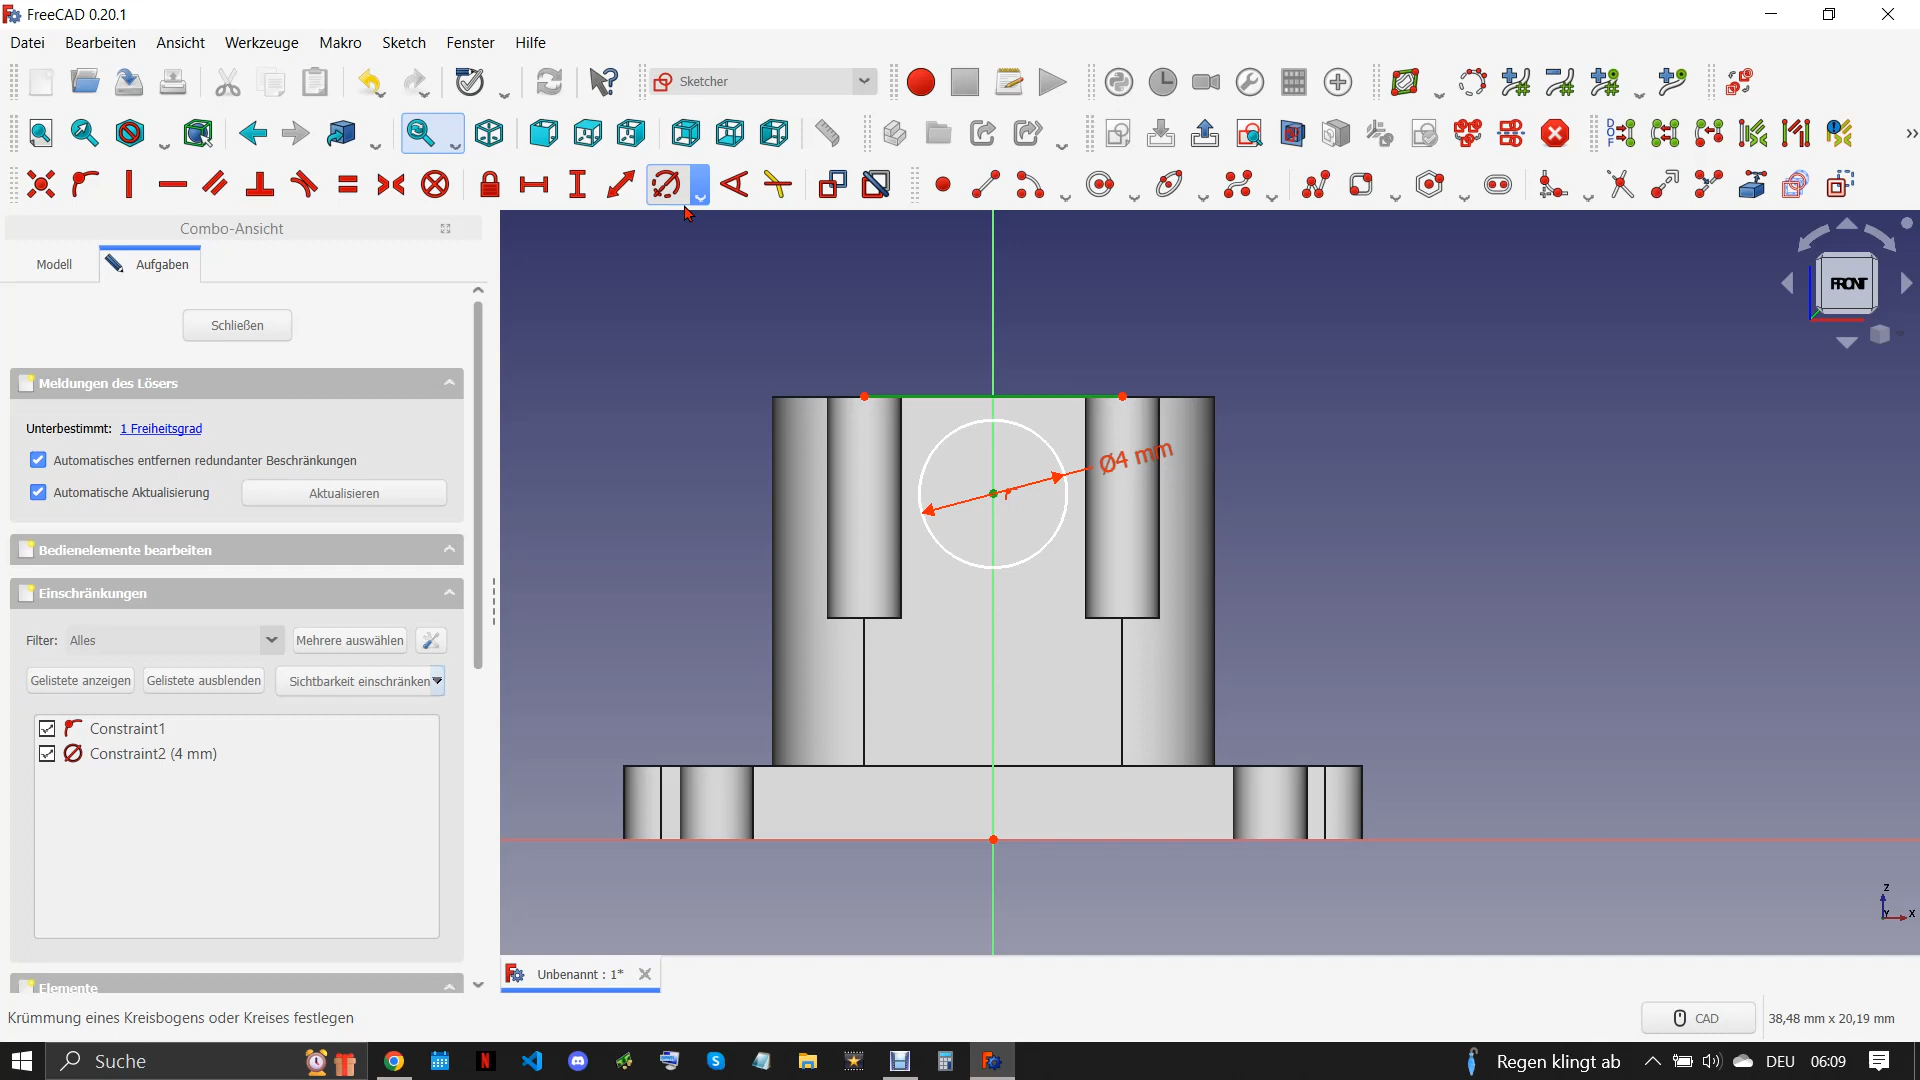 FreeCAD 0.20.1
Datei Bearbeiten Ansicht Werkzeuge Makro Sketch Fenster Hilfe
Sketcher
Combo-Ansicht
Modell Aufgaben
Schließen
Meldungen des Lösers
Unterbestimmt: 1 Freiheitsgrad
Automatisches entfernen redundanter Beschränkungen
Automatische Aktualisierung Aktualisieren
Bedienelemente bearbeiten
Einschränkungen
Filter: Alles Mehrere auswählen
Gelistete anzeigen Gelistete ausblenden Sichtbarkeit einschränken
Constraint1
Constraint2 (4 mm)
Elemente
FRONT
Ø4 mm
Z
Y X
Unbenannt : 1*
Krümmung eines Kreisbogens oder Kreises festlegen
CAD 38,48 mm x 20,19 mm
Suche
Regen klingt ab DEU 06:09